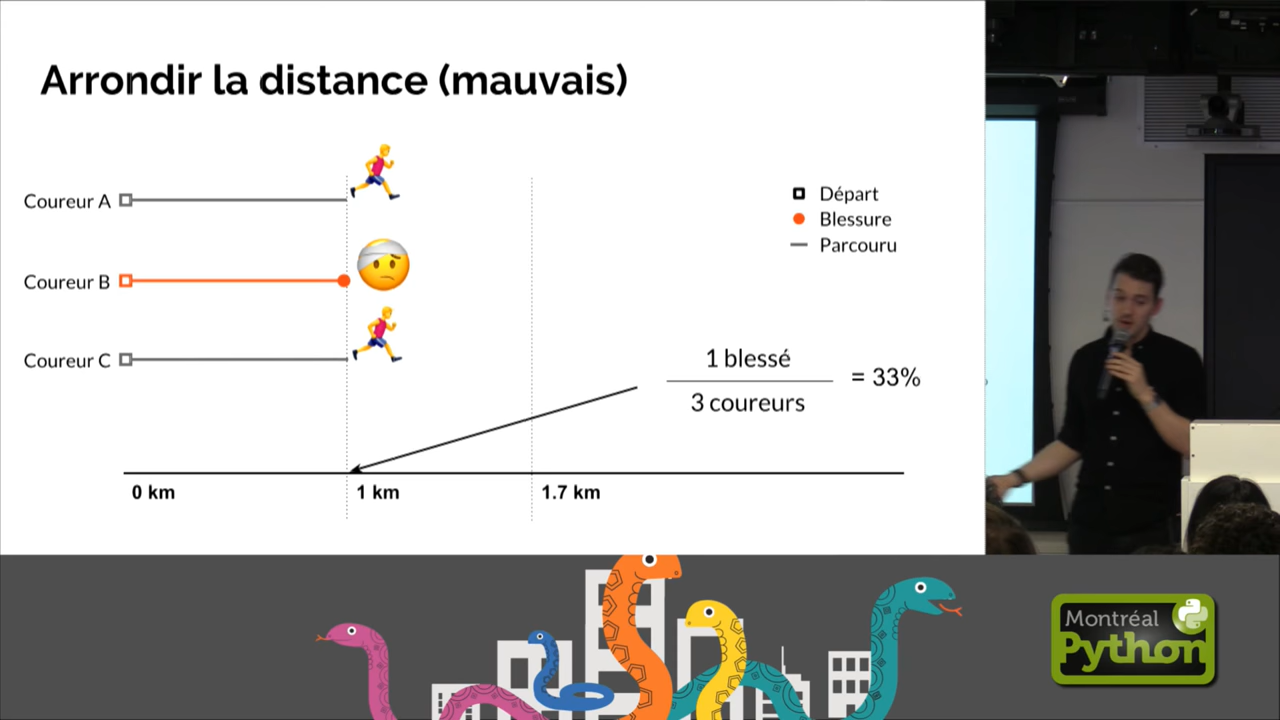 Arrondir la distance (mauvais)
Coureur A
Coureur B
Coureur C
Départ
Blessure
Parcouru
1 blessé
3 coureurs
= 33%
0 km
1 km
1.7 km
Montréal
Python